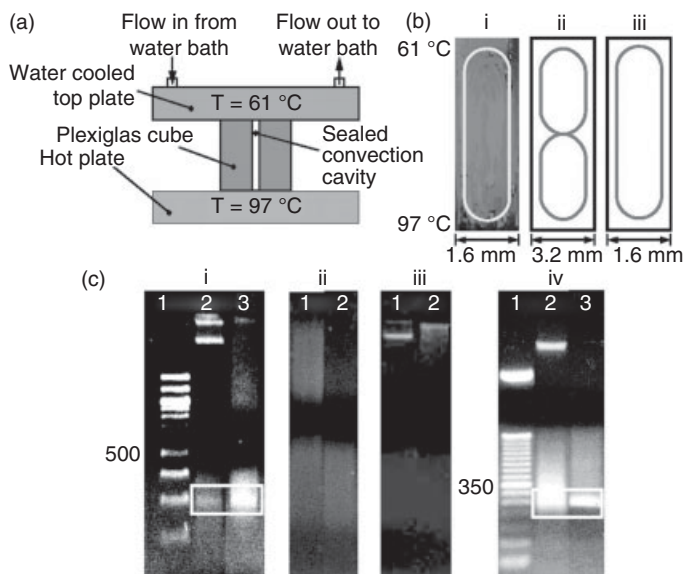 (a)
Flow in from
water bath
Flow out to
water bath
Water cooled
top plate
T = 61 °C
Plexiglas cube
Hot plate
Sealed
convection
cavity
T = 97 °C
(b)
i
ii
iii
61 °C
97 °C
1.6 mm
3.2 mm
1.6 mm
(c)
i
ii
iii
iv
1 2 3
1 2
1 2
1 2 3
500
350